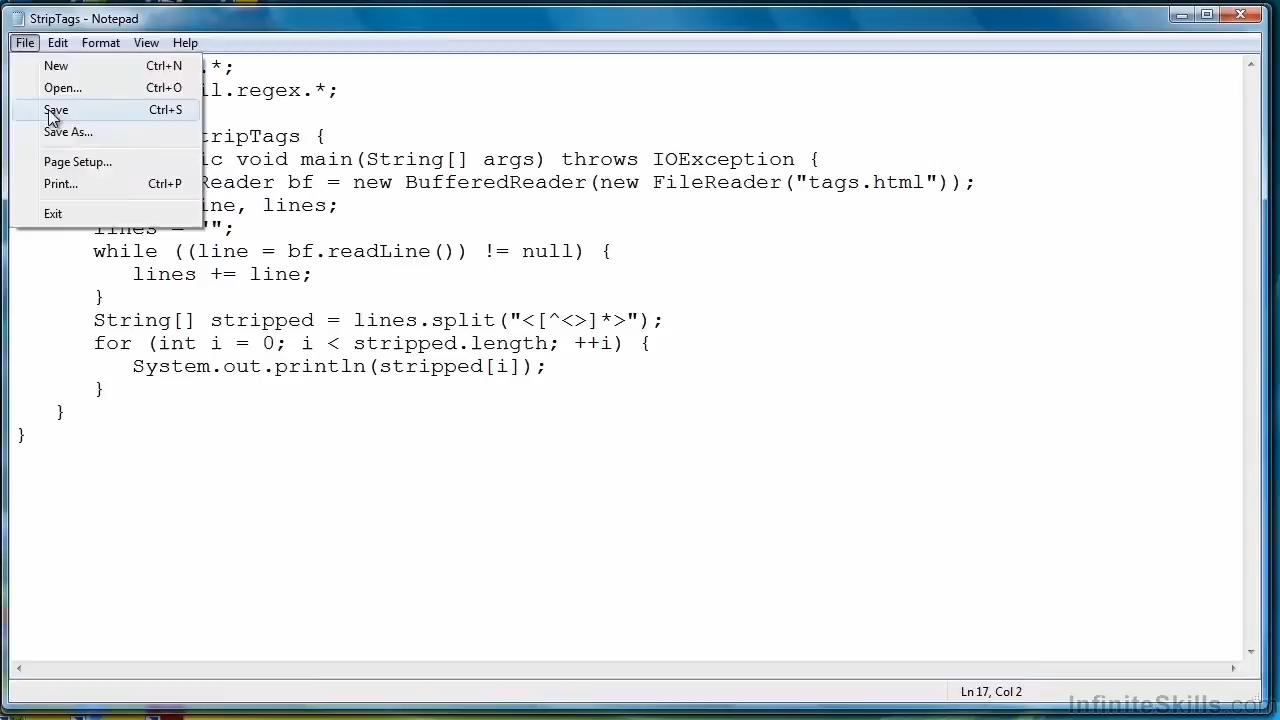 StripTags - Notepad
File Edit Format View Help
New Ctrl+N
Open... Ctrl+O
Save Ctrl+S
Save As...
Page Setup...
Print... Ctrl+P
Exit
.*;
il.regex.*;
tripTags {
ic void main(String[] args) throws IOException {
Reader bf = new BufferedReader(new FileReader("tags.html"));
ine, lines;
lines = "";
while ((line = bf.readLine()) != null) {
lines += line;
}
String[] stripped = lines.split("<[^<>]*>");
for (int i = 0; i < stripped.length; ++i) {
System.out.println(stripped[i]);
}
}
}
Ln 17, Col 2
InfiniteSkills.com